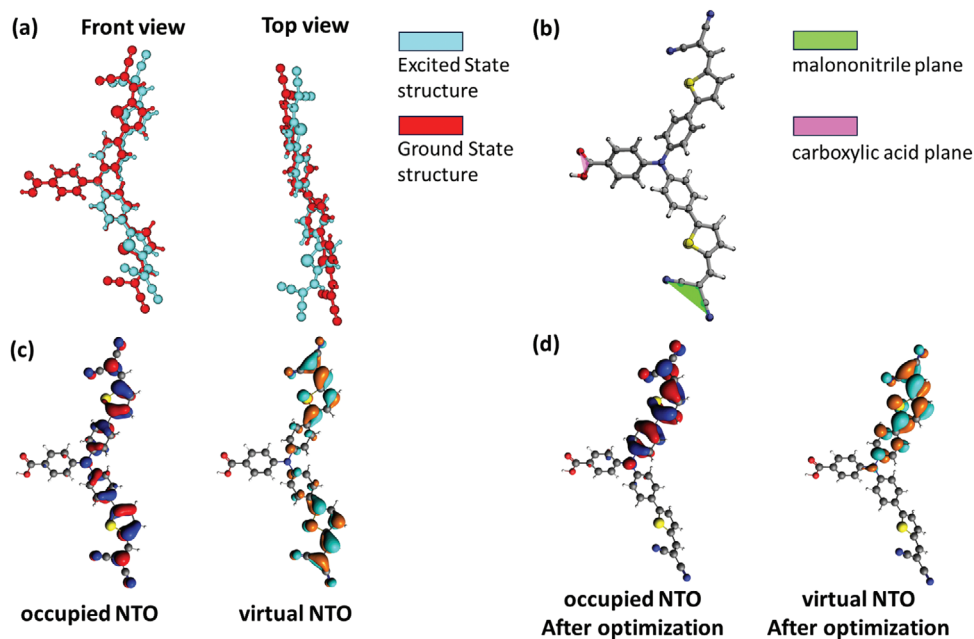 (a)
Front view
Top view
Excited State
structure
Ground State
structure
(b)
malononitrile plane
carboxylic acid plane
(c)
occupied NTO
virtual NTO
(d)
occupied NTO
After optimization
virtual NTO
After optimization